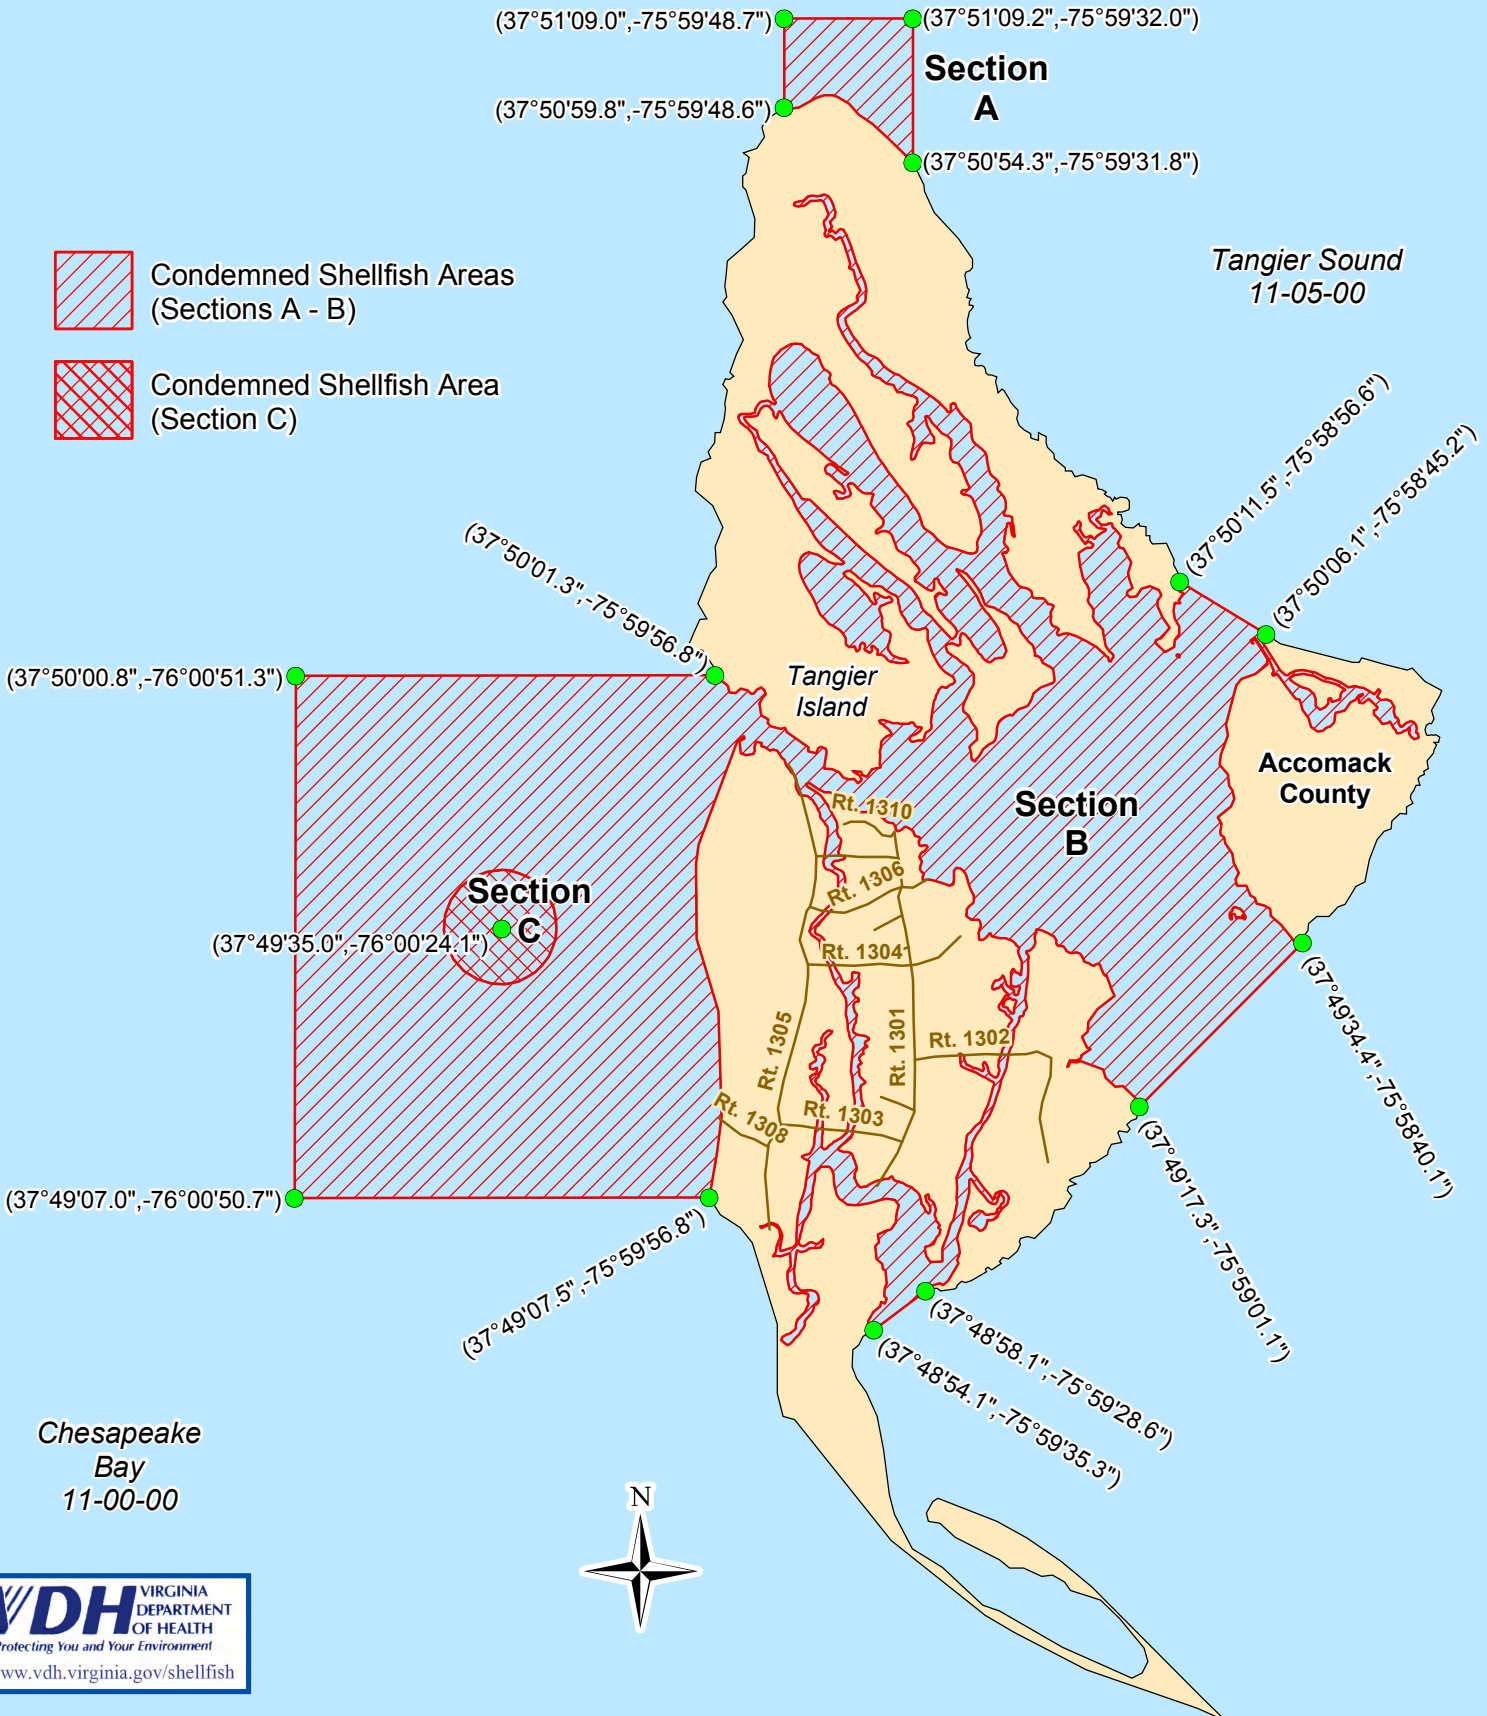 (37°51'09.0",-75°59'48.7")
(37°51'09.2",-75°59'32.0")
Section
A
(37°50'59.8",-75°59'48.6")
(37°50'54.3",-75°59'31.8")
Condemned Shellfish Areas
(Sections A - B)
Condemned Shellfish Area
(Section C)
Tangier Sound
11-05-00
(37°50'11.5",-75°58'56.6")
(37°50'06.1",-75°58'45.2")
(37°50'01.3",-75°59'56.8")
(37°50'00.8",-76°00'51.3")
Tangier
Island
Accomack
County
Section
B
Rt. 1310
Rt. 1306
Section
C
(37°49'35.0",-76°00'24.1")
Rt. 1304
Rt. 1305
Rt. 1301
Rt. 1302
Rt. 1303
Rt. 1308
(37°49'34.4",-75°58'40.1")
(37°49'17.3",-75°59'01.1")
(37°49'07.0",-76°00'50.7")
(37°49'07.5",-75°59'56.8")
(37°48'58.1",-75°59'28.6")
(37°48'54.1",-75°59'35.3")
Chesapeake
Bay
11-00-00
N
VDH
VIRGINIA
DEPARTMENT
OF HEALTH
Protecting You and Your Environment
ww.vdh.virginia.gov/shellfish